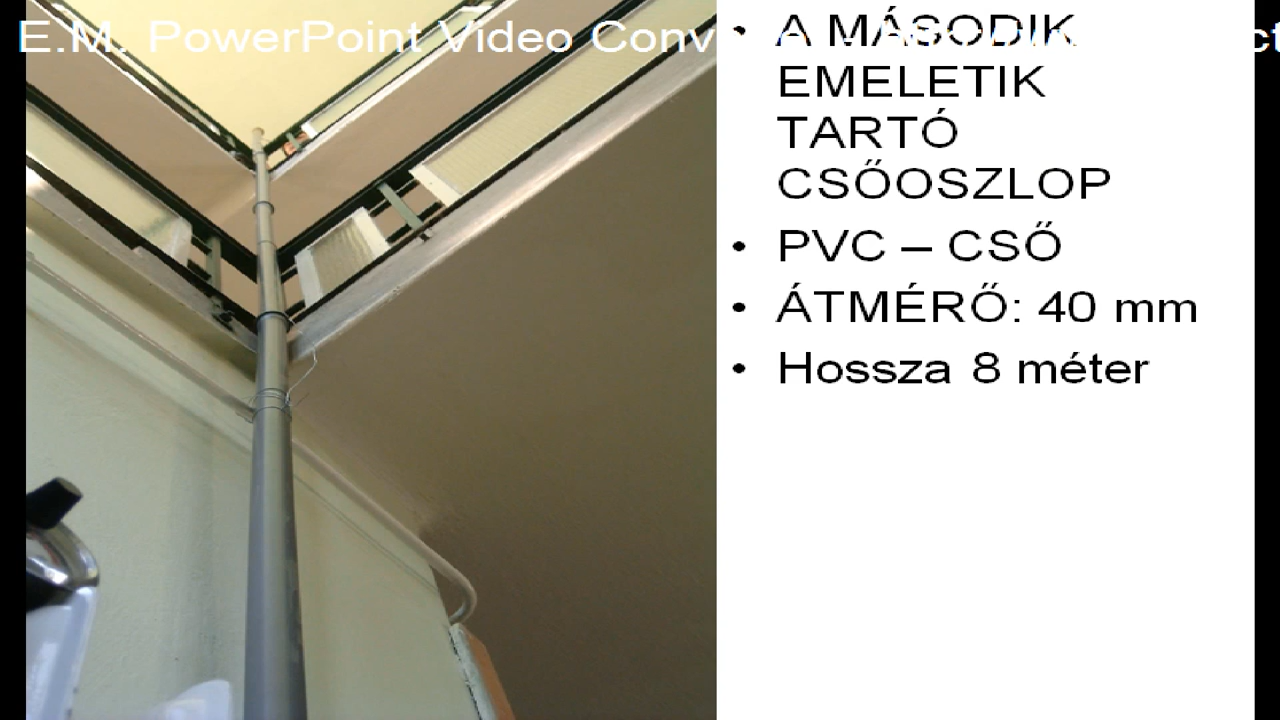 E.M. PowerPoint Video Conv
A MÁSODIK
EMELETIK
TARTÓ
CSŐOSZLOP
PVC – CSŐ
ÁTMÉRŐ: 40 mm
Hossza 8 méter